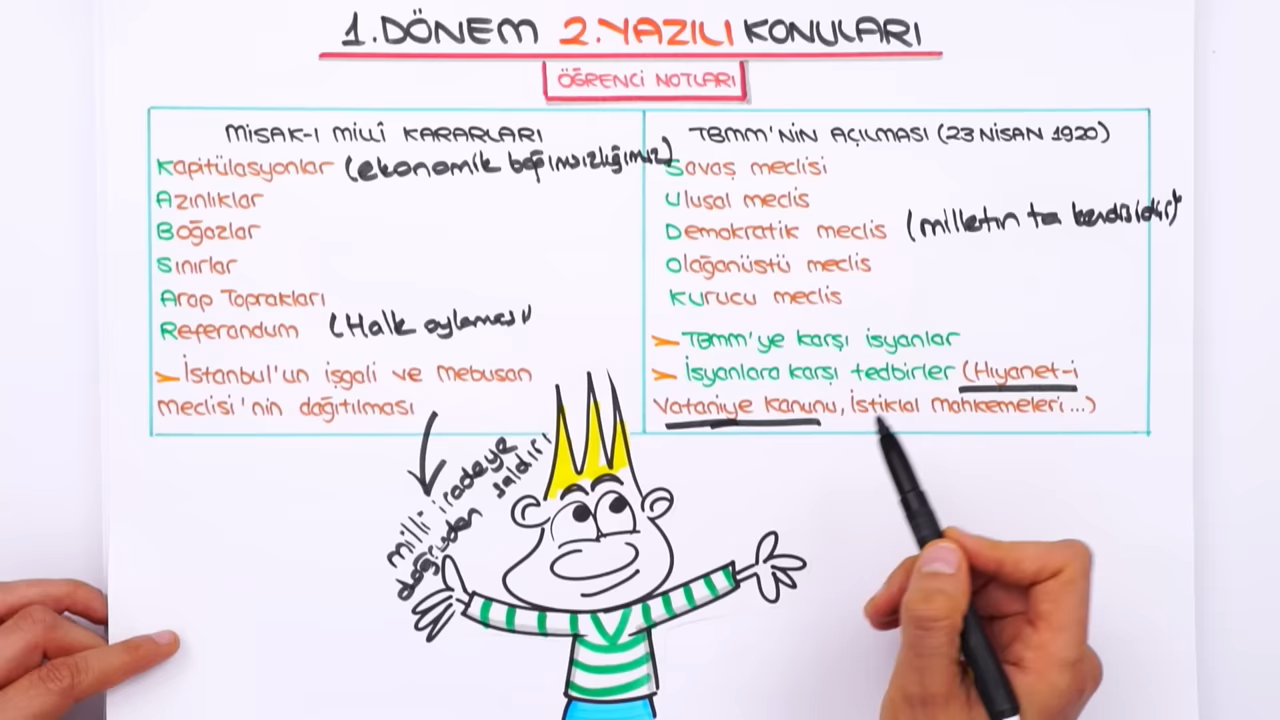 1.DÖNEM 2.YAZILI KONULARI
ÖĞRENCİ NOTLARI
MİSAK-I MİLLÎ KARARLARI
Kapitülasyonlar (ekonomik bağımsızlığımız)
Azınlıklar
Boğazlar
Sınırlar
Arap Toprakları
Referandum (Halk oylaması)
➤ İstanbul'un işgali ve mebusan
meclisi'nin dağıtılması
milli iradeye
doğrudan saldırı
TBMM'NİN AÇILMASI (23 NİSAN 1920)
Savaş meclisi
Ulusal meclis
Demokratik meclis (milletin ta kendisidir)
Olağanüstü meclis
Kurucu meclis
➤ TBMM'ye karşı isyanlar
➤ İsyanlara karşı tedbirler (Hıyanet-i
Vataniye Kanunu, İstiklal Mahkemeleri...)